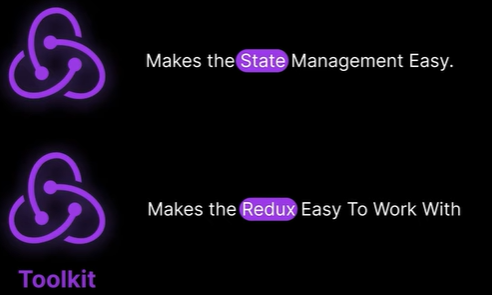 Makes the State Management Easy.
Makes the Redux Easy To Work With
Toolkit